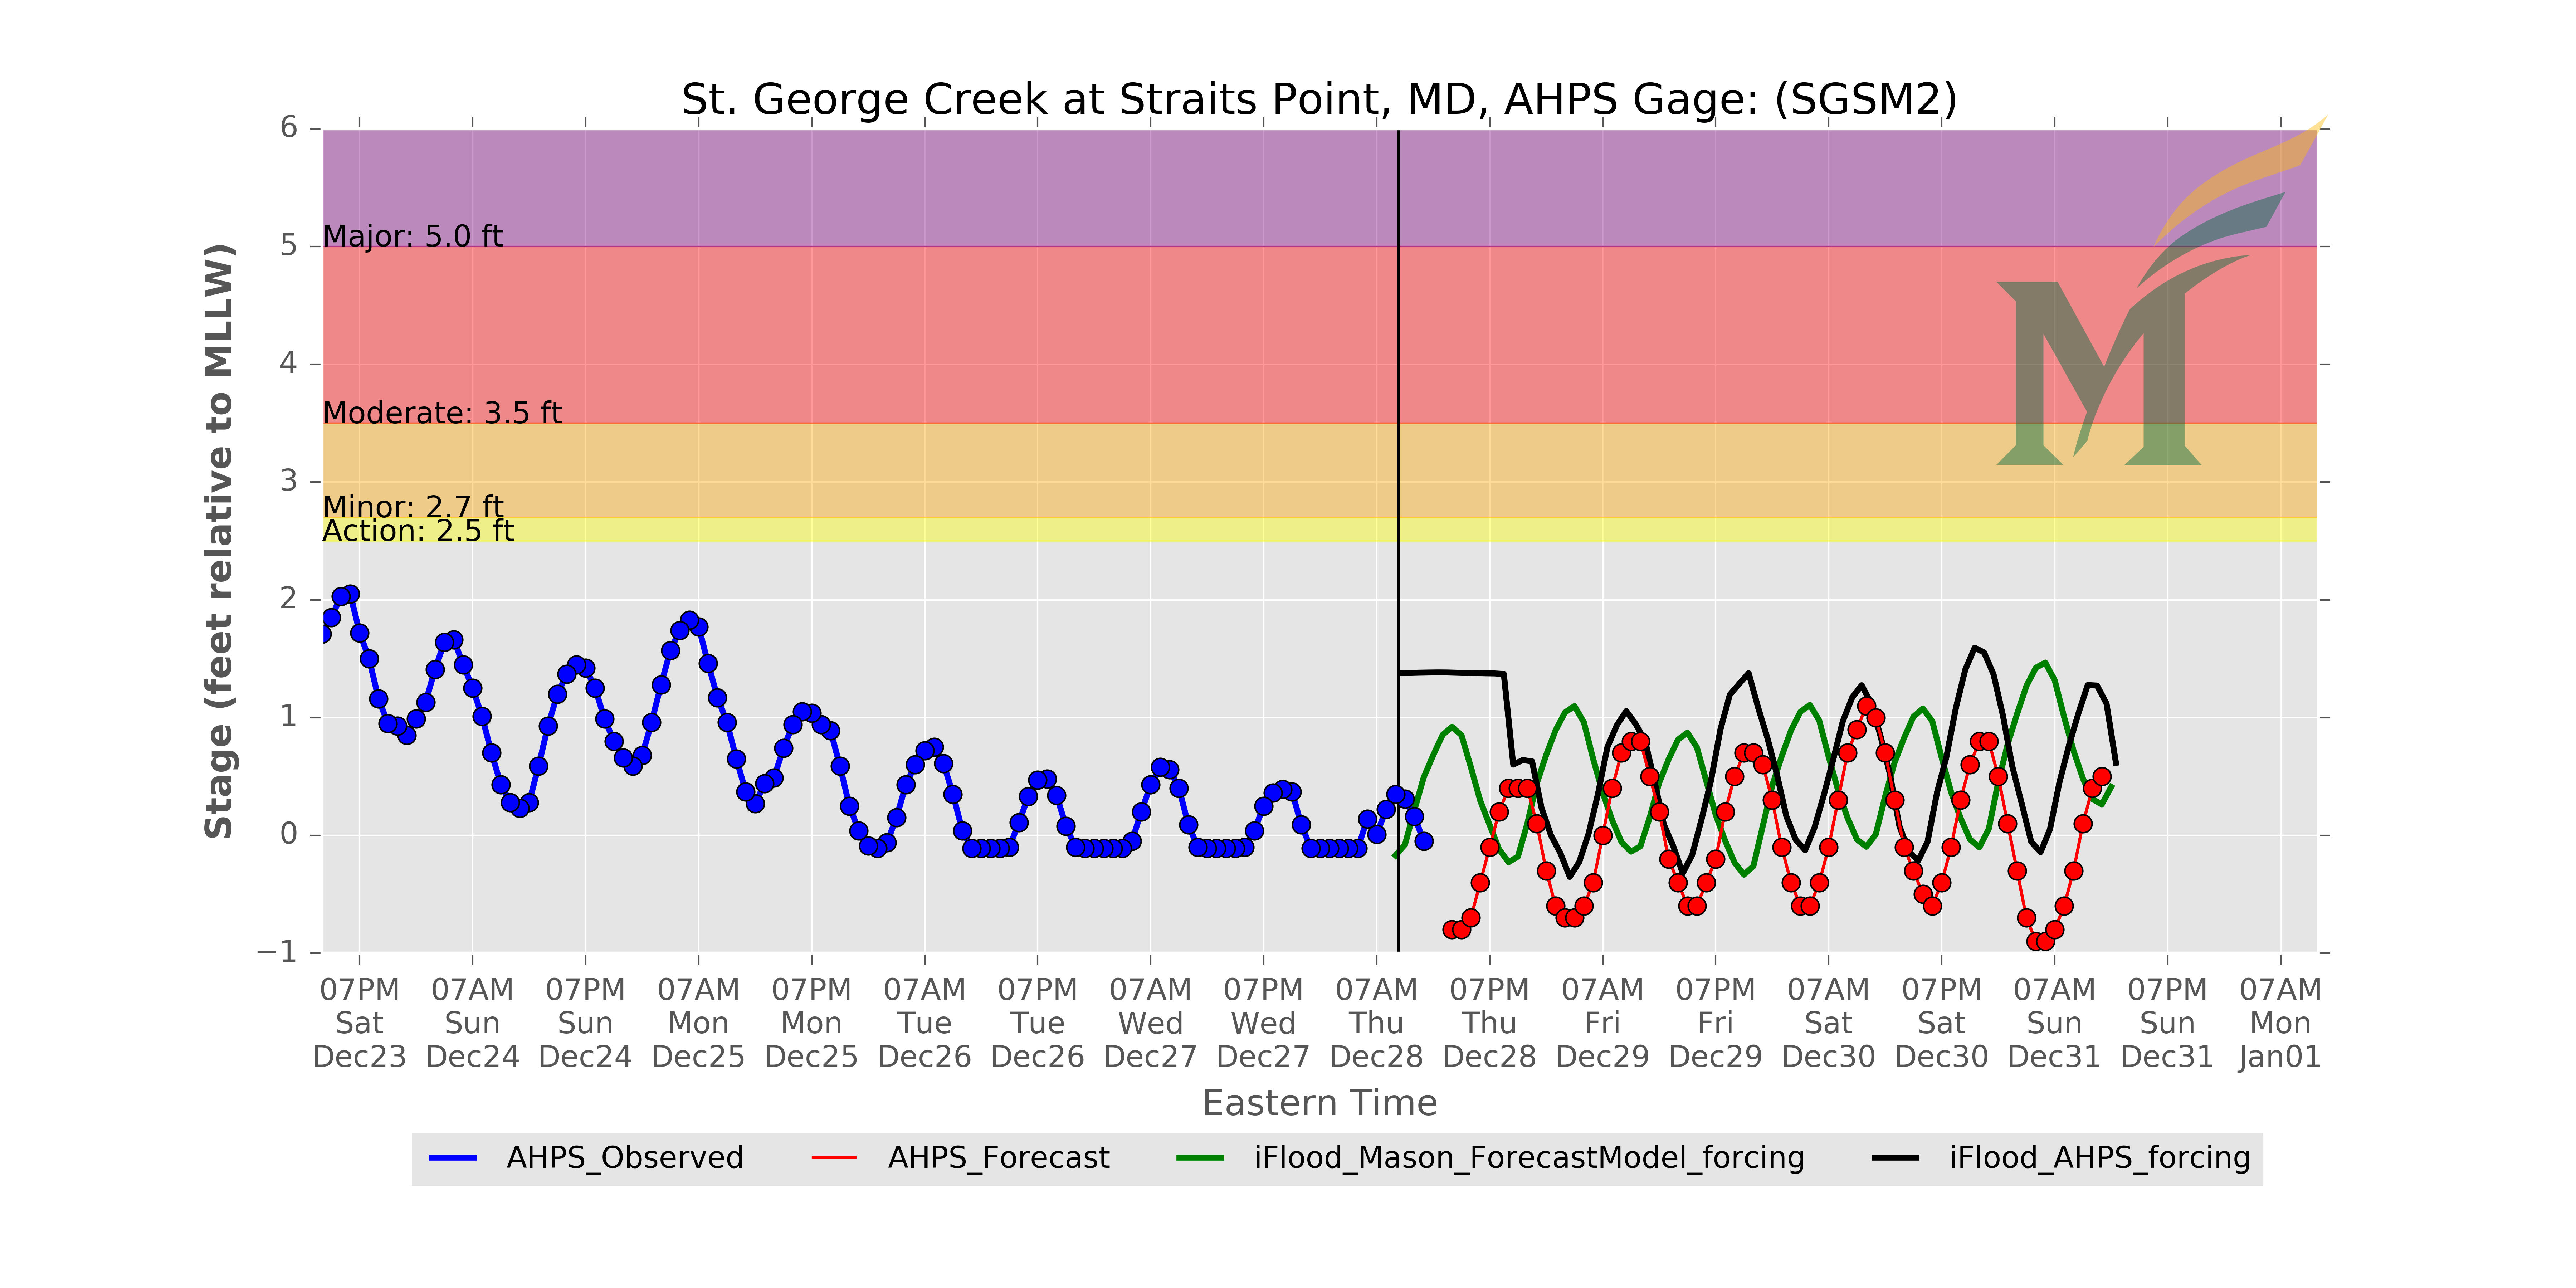 St. George Creek at Straits Point, MD, AHPS Gage: (SGSM2)
6
5
4
3
2
1
0
−1
Stage (feet relative to MLLW)
Major: 5.0 ft
Moderate: 3.5 ft
Minor: 2.7 ft
Action: 2.5 ft
M
07PM 07AM 07PM 07AM 07PM 07AM 07PM 07AM 07PM 07AM 07PM 07AM 07PM 07AM 07PM 07AM 07PM 07AM
Sat Sun Sun Mon Mon Tue Tue Wed Wed Thu Thu Fri Fri Sat Sat Sun Sun Mon
Dec23 Dec24 Dec24 Dec25 Dec25 Dec26 Dec26 Dec27 Dec27 Dec28 Dec28 Dec29 Dec29 Dec30 Dec30 Dec31 Dec31 Jan01
Eastern Time
AHPS_Observed AHPS_Forecast iFlood_Mason_ForecastModel_forcing iFlood_AHPS_forcing